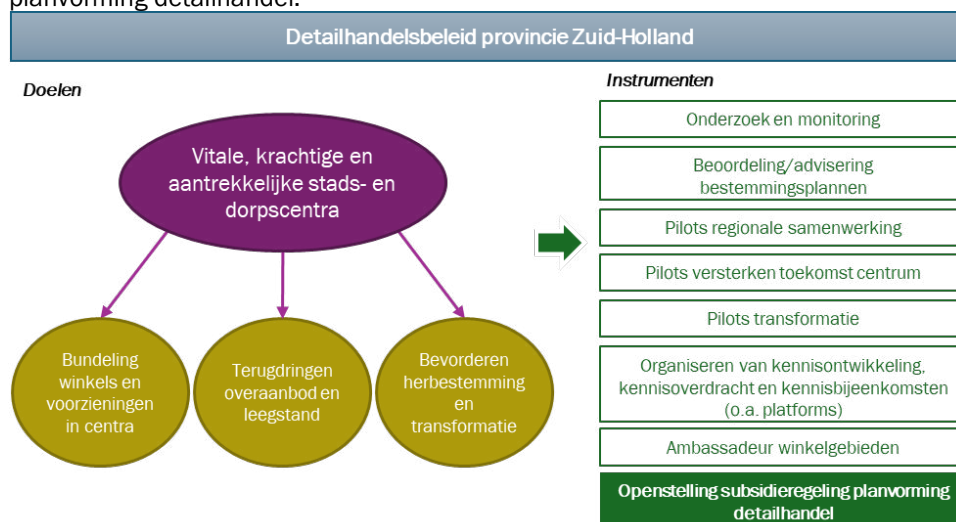 planvorming detailhandel.
Detailhandelsbeleid provincie Zuid-Holland
Doelen
Vitale, krachtige en
aantrekkelijke stads- en
dorpscentra
Bundeling
winkels en
voorzieningen
in centra
Terugdringen
overaanbod en
leegstand
Bevorderen
herbestemming
en
transformatie
Instrumenten
Onderzoek en monitoring
Beoordeling/advisering
bestemmingsplannen
Pilots regionale samenwerking
Pilots versterken toekomst centrum
Pilots transformatie
Organiseren van kennisontwikkeling,
kennisoverdracht en kennisbijeenkomsten
(o.a. platforms)
Ambassadeur winkelgebieden
Openstelling subsidieregeling planvorming
detailhandel